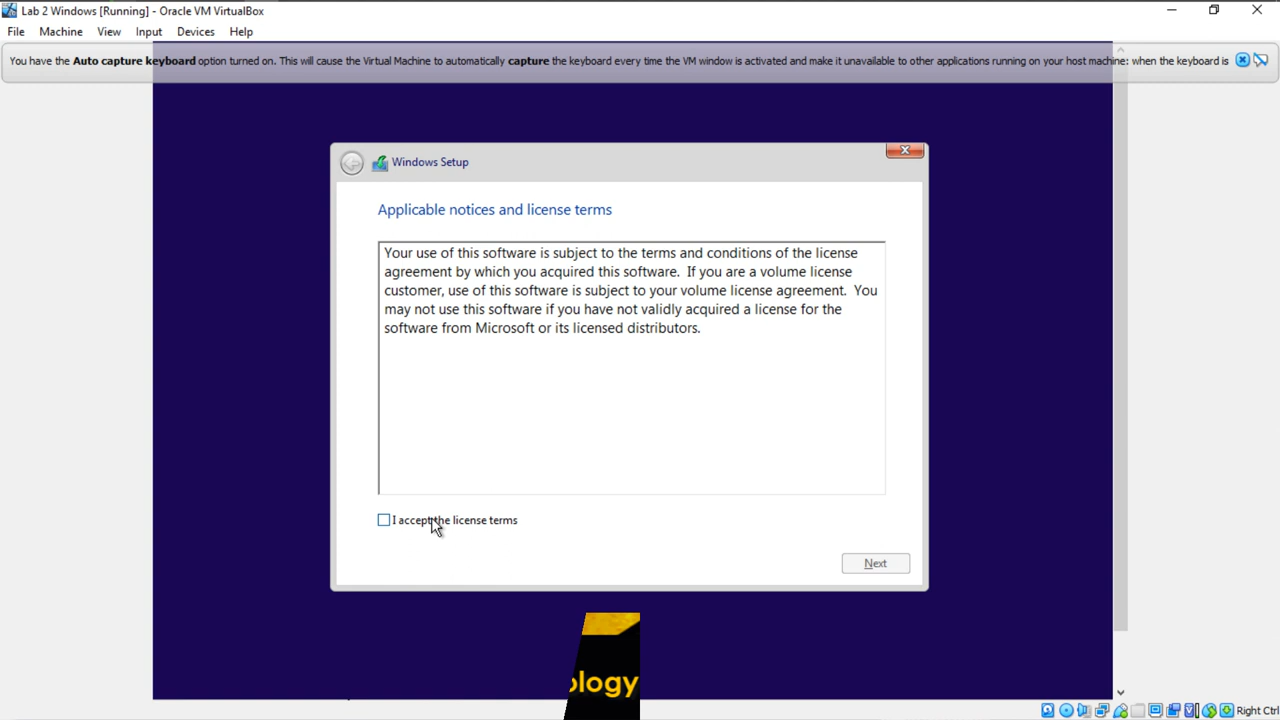 Lab 2 Windows [Running] - Oracle VM VirtualBox
File Machine View Input Devices Help
You have the Auto capture keyboard option turned on. This will cause the Virtual Machine to automatically capture the keyboard every time the VM window is activated and make it unavailable to other applications running on your host machine: when the keyboard is
Windows Setup
Applicable notices and license terms
Your use of this software is subject to the terms and conditions of the license
agreement by which you acquired this software. If you are a volume license
customer, use of this software is subject to your volume license agreement. You
may not use this software if you have not validly acquired a license for the
software from Microsoft or its licensed distributors.
I accept the license terms
Next
ology
Right Ctrl